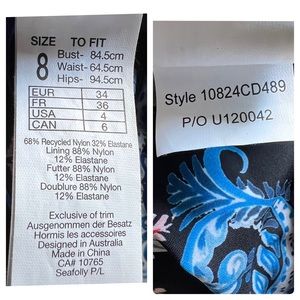 SIZE TO FIT
8
Bust- 84.5cm
Waist- 64.5cm
Hips- 94.5cm
EUR 34
FR 36
USA 4
CAN 6
68% Recycled Nylon 32% Elastane
Lining 88% Nylon
12% Elastane
Futter 88% Nylon
12% Elastane
Doublure 88% Nylon
12% Elastane
Exclusive of trim
Ausgenommen der Besatz
Hormis les accessoires
Designed in Australia
Made in China
CA# 10765
Seafolly P/L
Style 10824CD489
P/O U120042